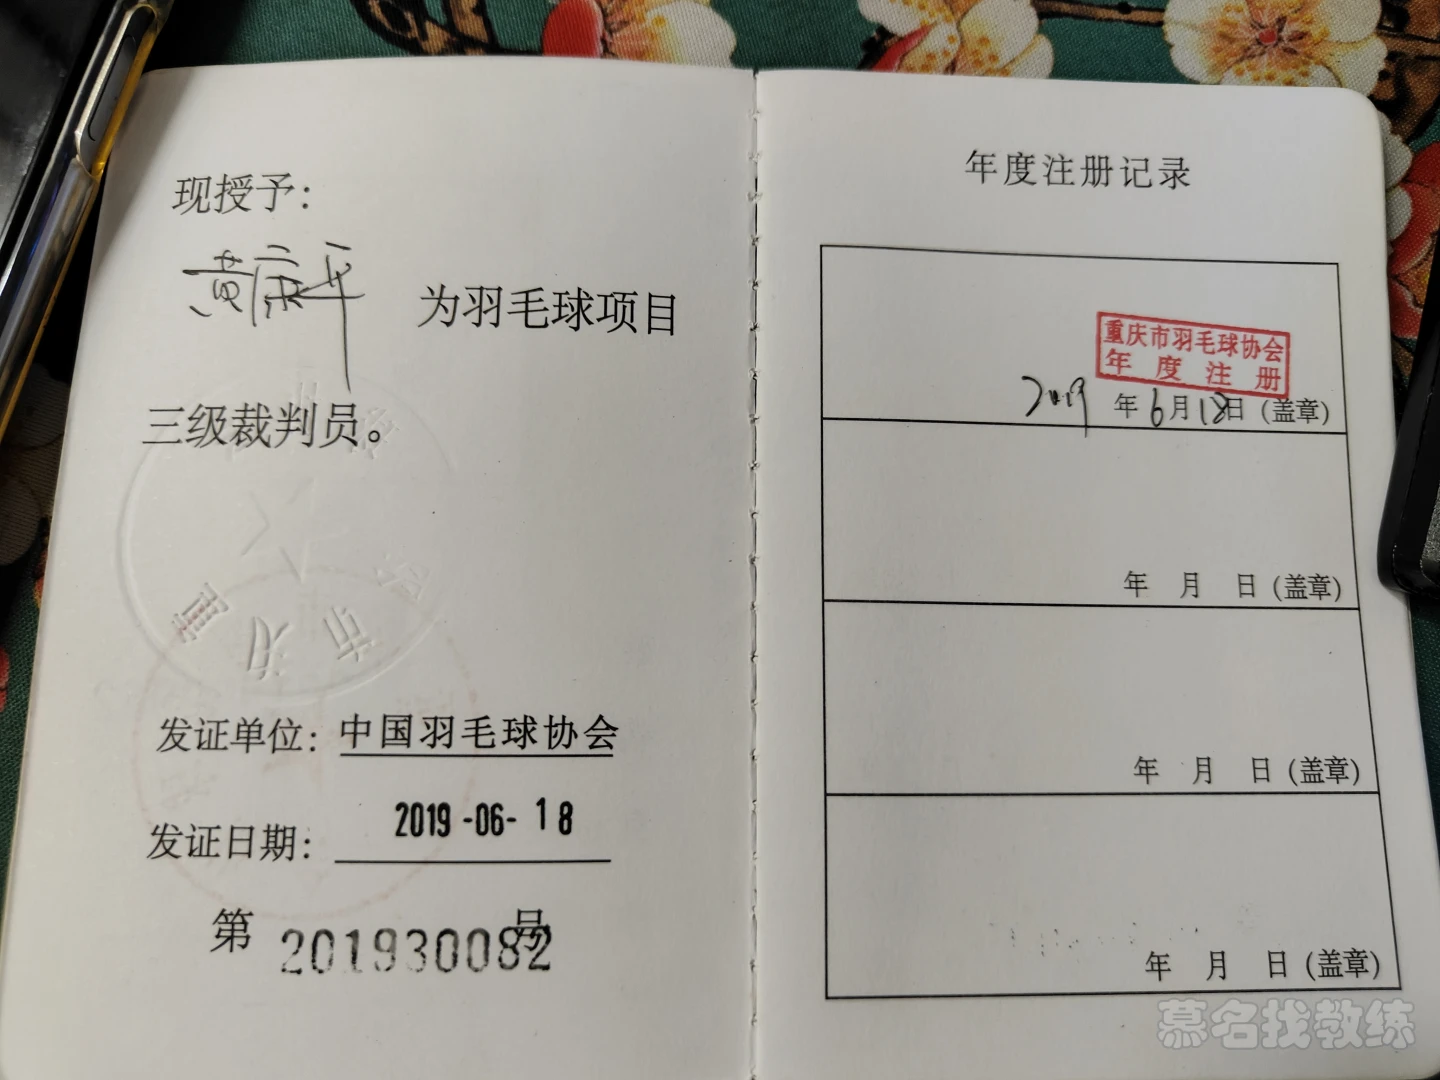 现授予：
黄 平 为羽毛球项目
三级裁判员。
发证单位：中国羽毛球协会
发证日期：2019-06-18
第 201930082 号
年度注册记录
重庆市羽毛球协会
年度注册
2019 年 6 月 18 日（盖章）
年 月 日（盖章）
年 月 日（盖章）
年 月 日（盖章）
慕名找教练